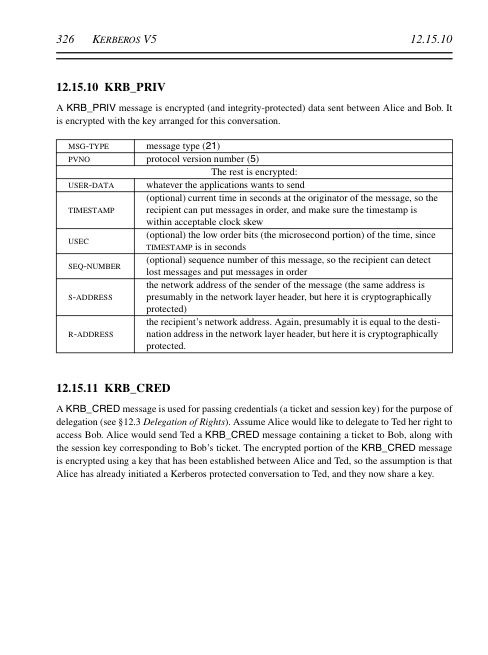 326 KERBEROS V5 12.15.10
12.15.10 KRB_PRIV
A KRB_PRIV message is encrypted (and integrity-protected) data sent between Alice and Bob. It
is encrypted with the key arranged for this conversation.
MSG-TYPE message type (21)
PVNO protocol version number (5)
The rest is encrypted:
USER-DATA whatever the applications wants to send
TIMESTAMP (optional) current time in seconds at the originator of the message, so the
recipient can put messages in order, and make sure the timestamp is
within acceptable clock skew
USEC (optional) the low order bits (the microsecond portion) of the time, since
TIMESTAMP is in seconds
SEQ-NUMBER (optional) sequence number of this message, so the recipient can detect
lost messages and put messages in order
S-ADDRESS the network address of the sender of the message (the same address is
presumably in the network layer header, but here it is cryptographically
protected)
R-ADDRESS the recipient's network address. Again, presumably it is equal to the desti-
nation address in the network layer header, but here it is cryptographically
protected.
12.15.11 KRB_CRED
A KRB_CRED message is used for passing credentials (a ticket and session key) for the purpose of
delegation (see §12.3 Delegation of Rights). Assume Alice would like to delegate to Ted her right to
access Bob. Alice would send Ted a KRB_CRED message containing a ticket to Bob, along with
the session key corresponding to Bob's ticket. The encrypted portion of the KRB_CRED message
is encrypted using a key that has been established between Alice and Ted, so the assumption is that
Alice has already initiated a Kerberos protected conversation to Ted, and they now share a key.